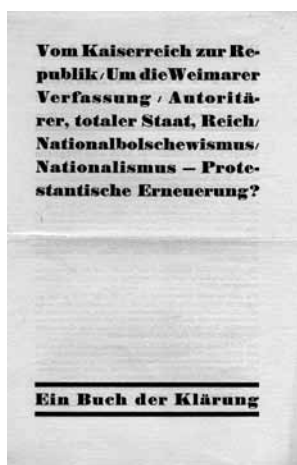 Vom Kaiserreich zur Re-
publik/Um die Weimarer
Verfassung / Autoritä-
rer, totaler Staat, Reich/
Nationalbolschewismus/
Nationalismus — Prote-
stantische Erneuerung?
Ein Buch der Klärung